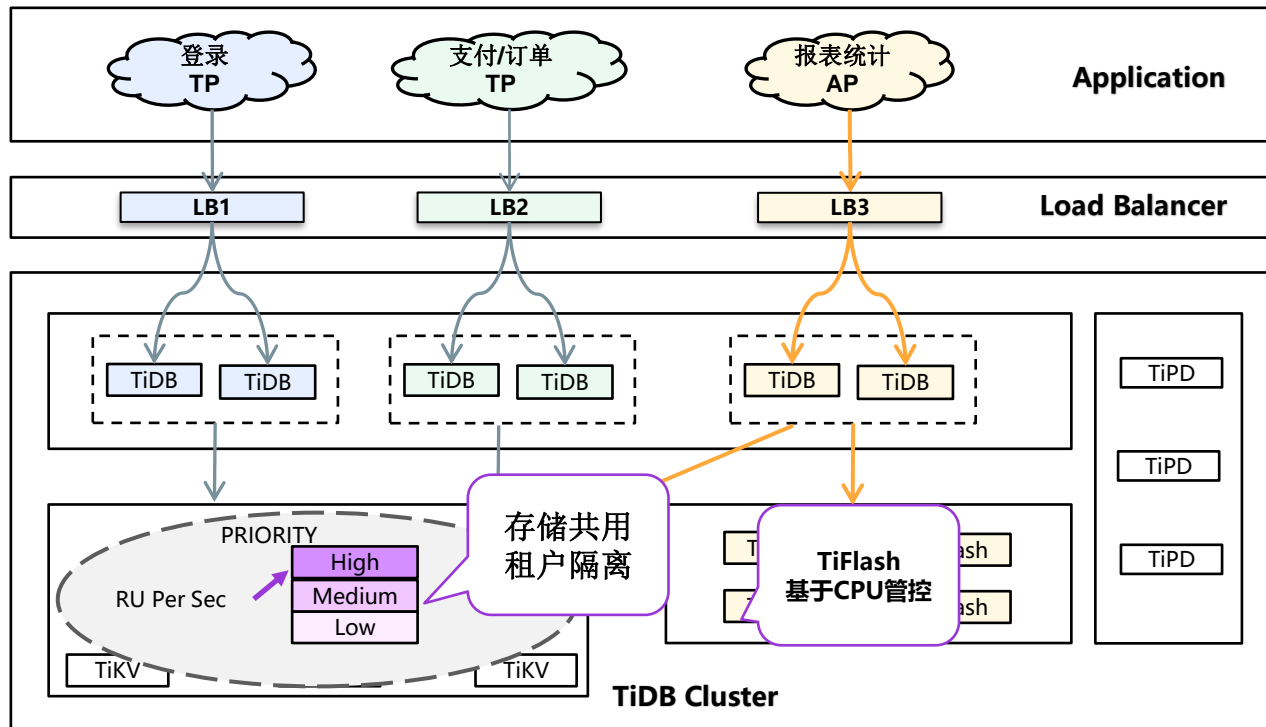 登录
TP
支付/订单
TP
报表统计
AP
Application
LB1
LB2
LB3
Load Balancer
TiDB
TiDB
TiDB
TiDB
TiDB
TiDB
TiPD
TiPD
TiPD
PRIORITY
High
Medium
Low
RU Per Sec
存储共用
租户隔离
TiFlash
基于CPU管控
ash
ash
TiKV
TiKV
TiDB Cluster